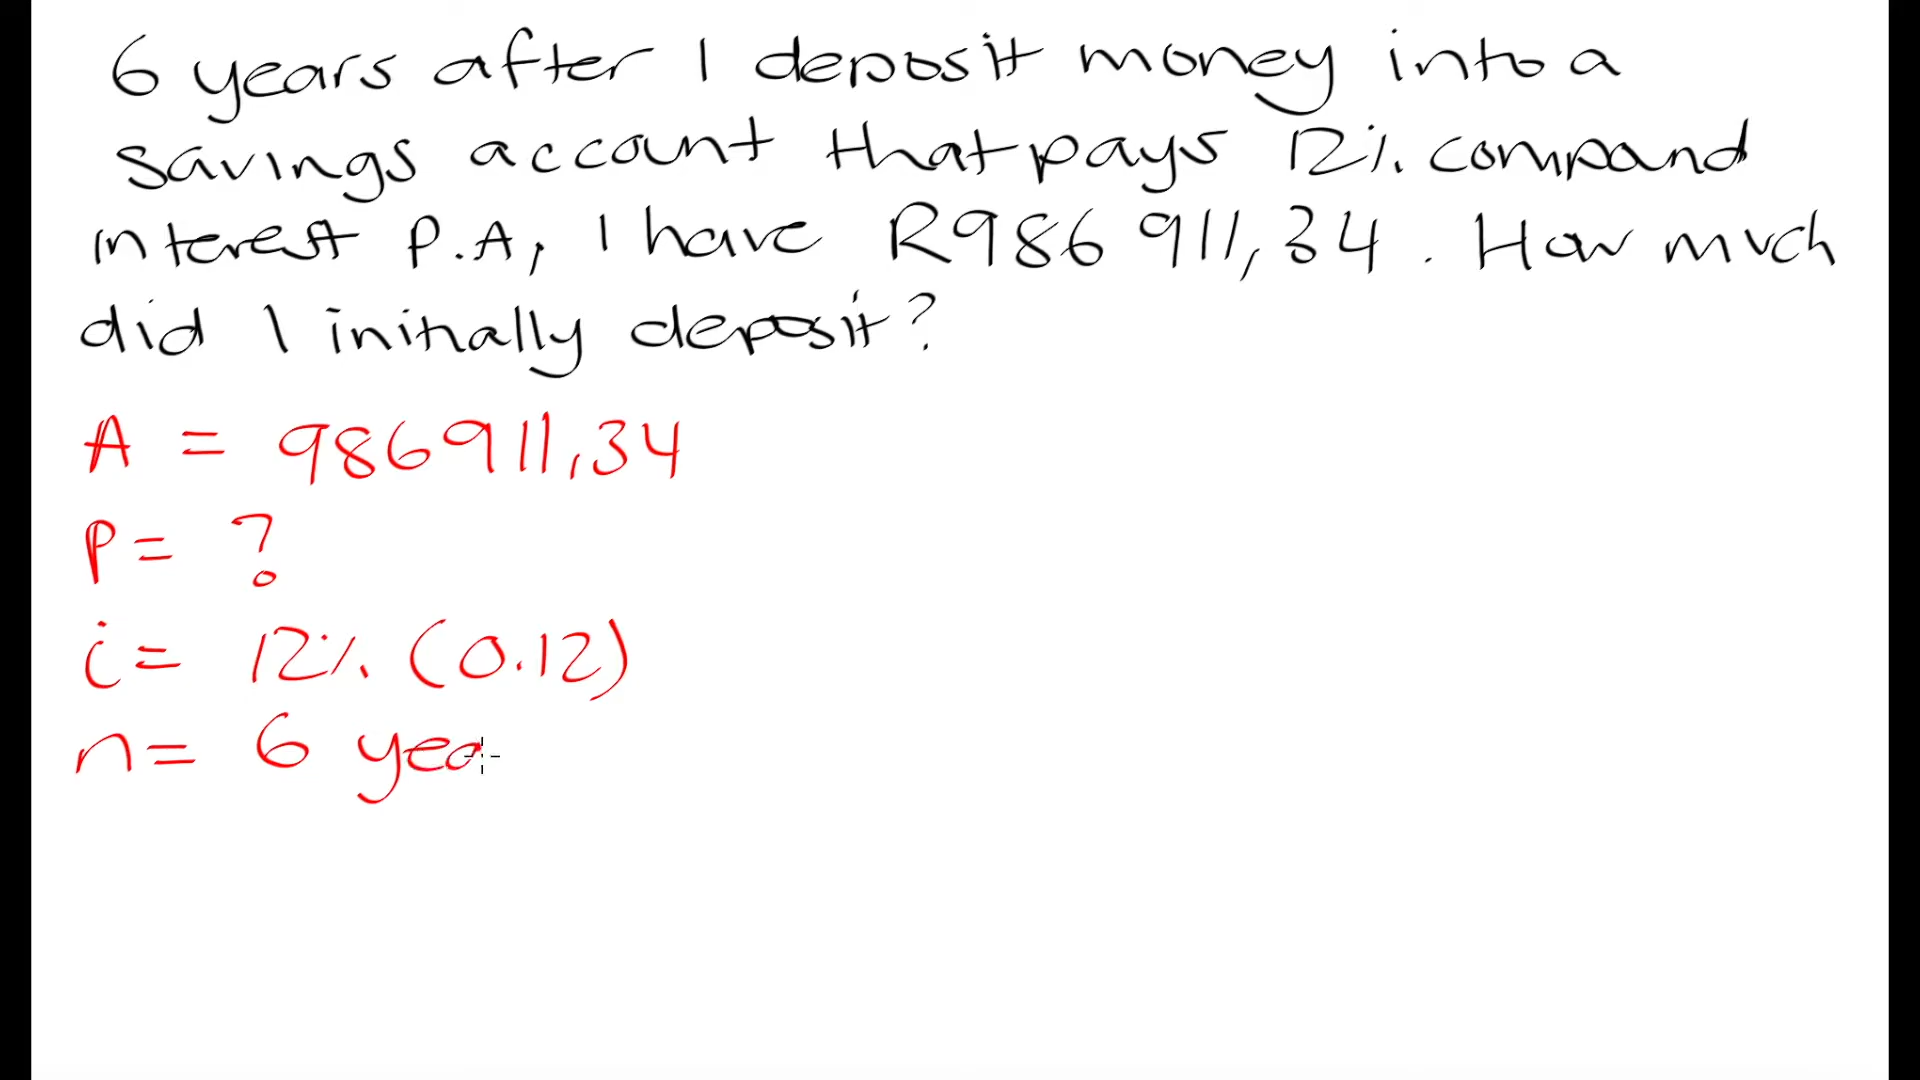 6 years after I deposit money into a
savings account that pays 12% compound
interest P.A, I have R986 911,34. How much
did I initially deposit?
A = 986911,34
P = ?
i = 12% (0.12)
n = 6 yea